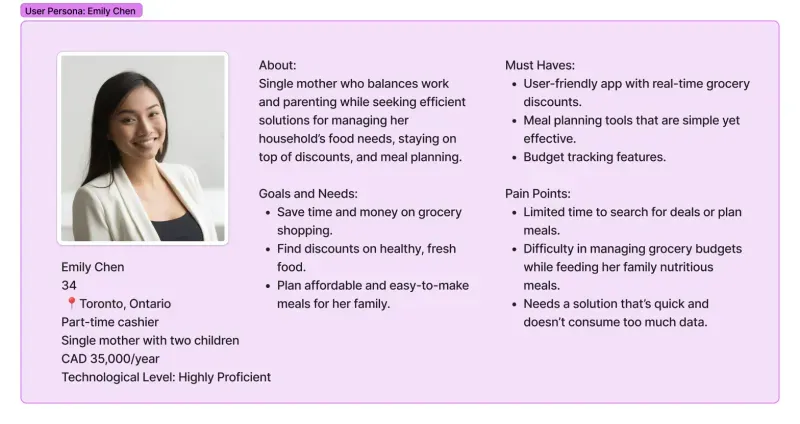 User Persona: Emily Chen
Emily Chen
34
📍Toronto, Ontario
Part-time cashier
Single mother with two children
CAD 35,000/year
Technological Level: Highly Proficient
About:
Single mother who balances work
and parenting while seeking efficient
solutions for managing her
household’s food needs, staying on
top of discounts, and meal planning.
Goals and Needs:
• Save time and money on grocery
shopping.
• Find discounts on healthy, fresh
food.
• Plan affordable and easy-to-make
meals for her family.
Must Haves:
• User-friendly app with real-time grocery
discounts.
• Meal planning tools that are simple yet
effective.
• Budget tracking features.
Pain Points:
• Limited time to search for deals or plan
meals.
• Difficulty in managing grocery budgets
while feeding her family nutritious
meals.
• Needs a solution that’s quick and
doesn’t consume too much data.